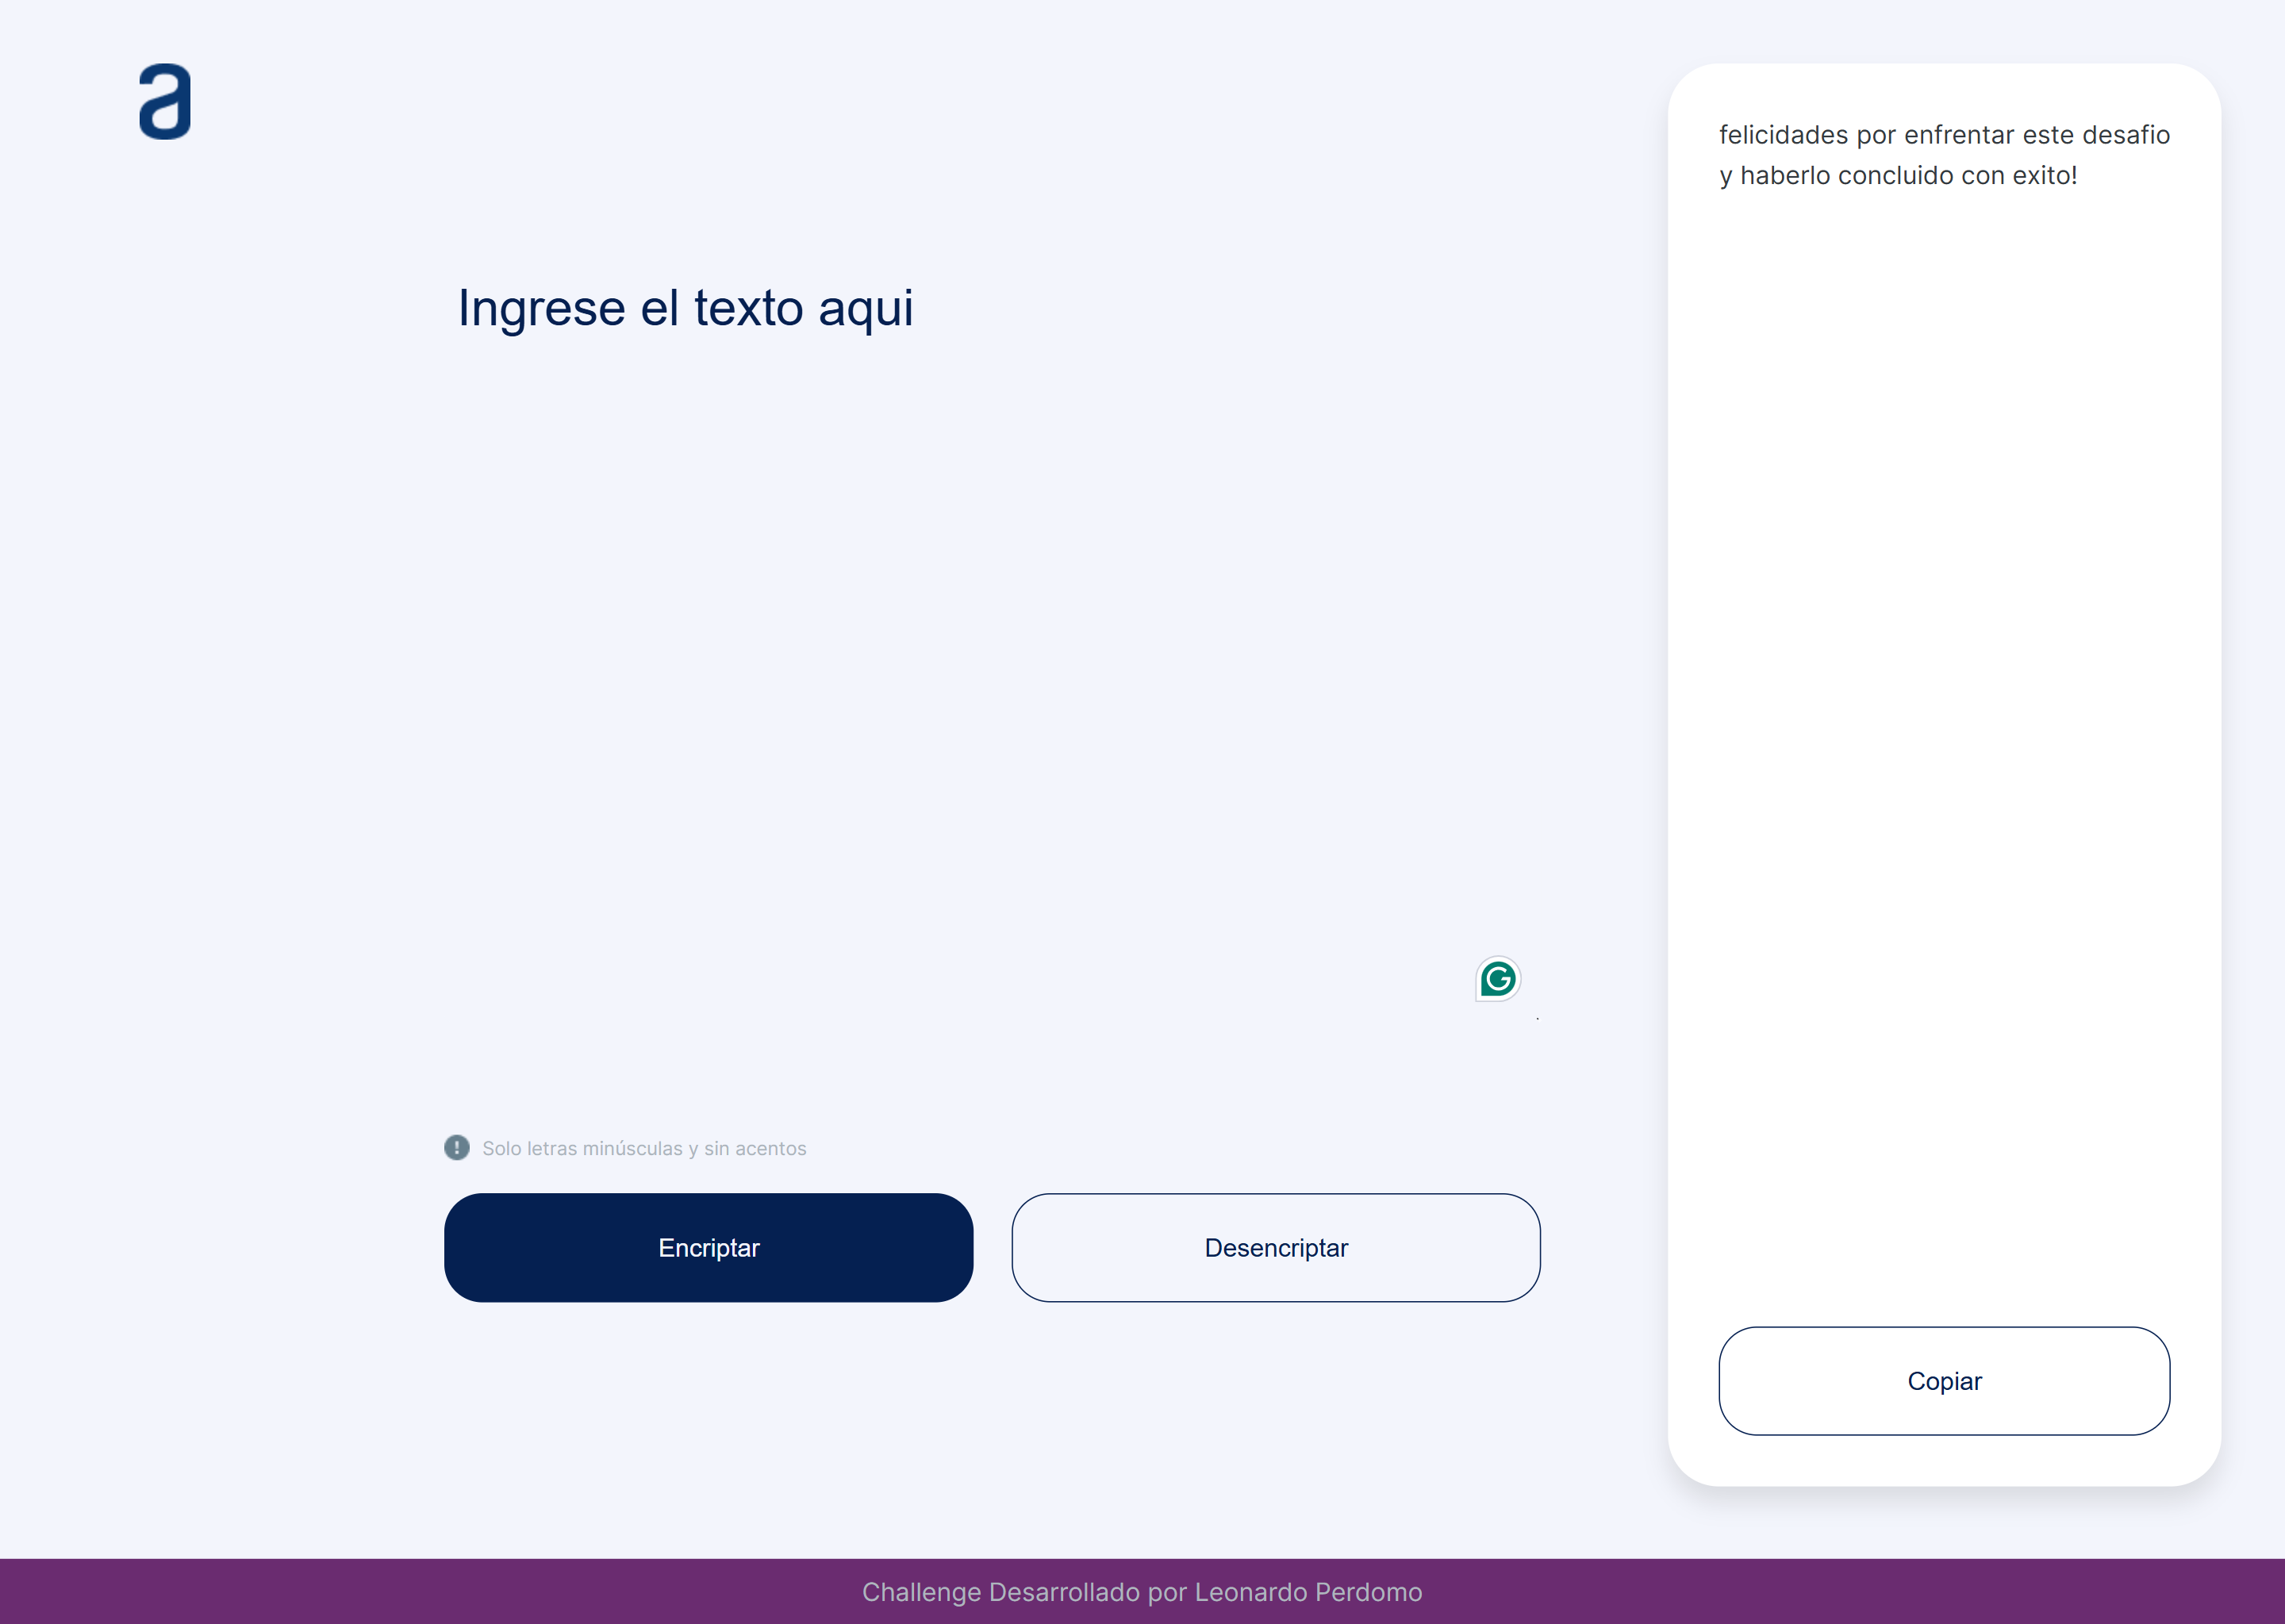 a
Ingrese el texto aqui
Solo letras minúsculas y sin acentos
Encriptar
Desencriptar
felicidades por enfrentar este desafio
y haberlo concluido con exito!
Copiar
Challenge Desarrollado por Leonardo Perdomo